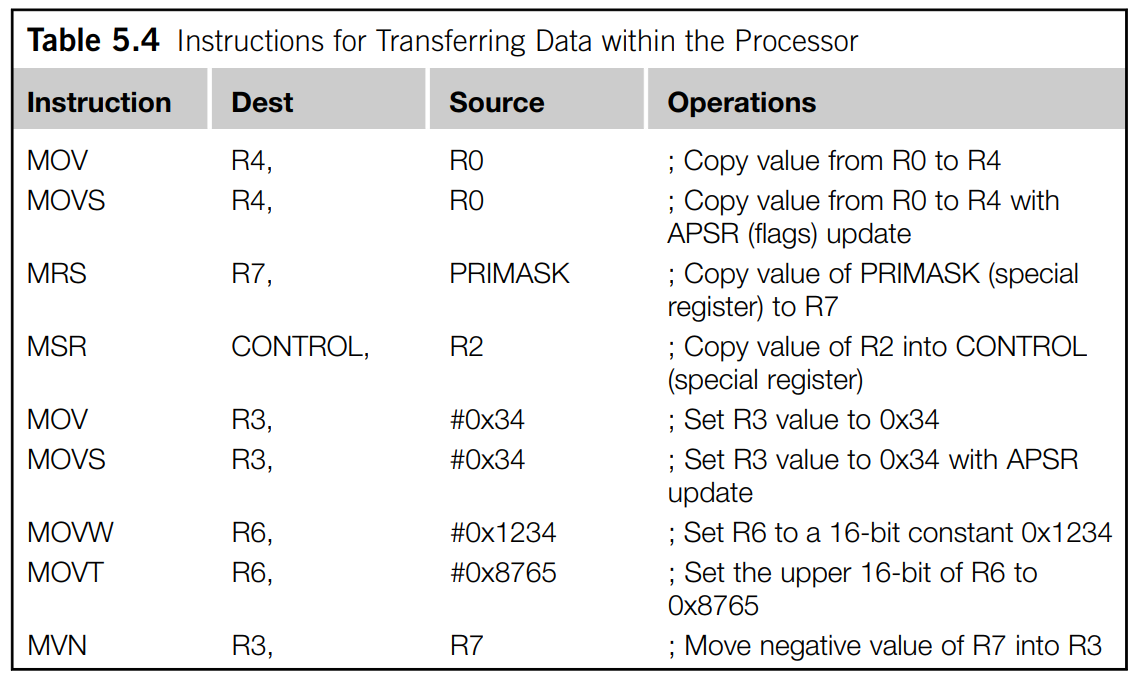 Table 5.4 Instructions for Transferring Data within the Processor
Instruction Dest Source Operations
MOV R4, R0 ; Copy value from R0 to R4
MOVS R4, R0 ; Copy value from R0 to R4 with
APSR (flags) update
MRS R7, PRIMASK ; Copy value of PRIMASK (special
register) to R7
MSR CONTROL, R2 ; Copy value of R2 into CONTROL
(special register)
MOV R3, #0x34 ; Set R3 value to 0x34
MOVS R3, #0x34 ; Set R3 value to 0x34 with APSR
update
MOVW R6, #0x1234 ; Set R6 to a 16-bit constant 0x1234
MOVT R6, #0x8765 ; Set the upper 16-bit of R6 to
0x8765
MVN R3, R7 ; Move negative value of R7 into R3